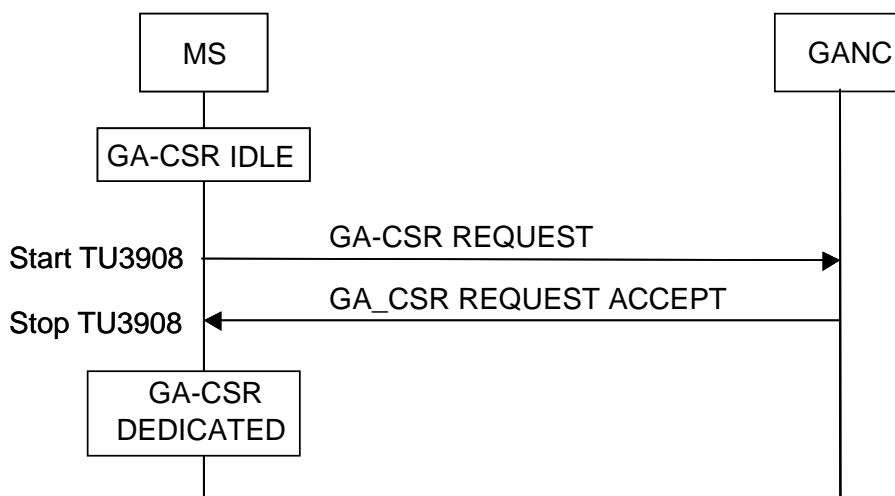 MS
GANC
GA-CSR IDLE
GA-CSR REQUEST
Start TU3908
GA_CSR REQUEST ACCEPT
Stop TU3908
GA-CSR
DEDICATED